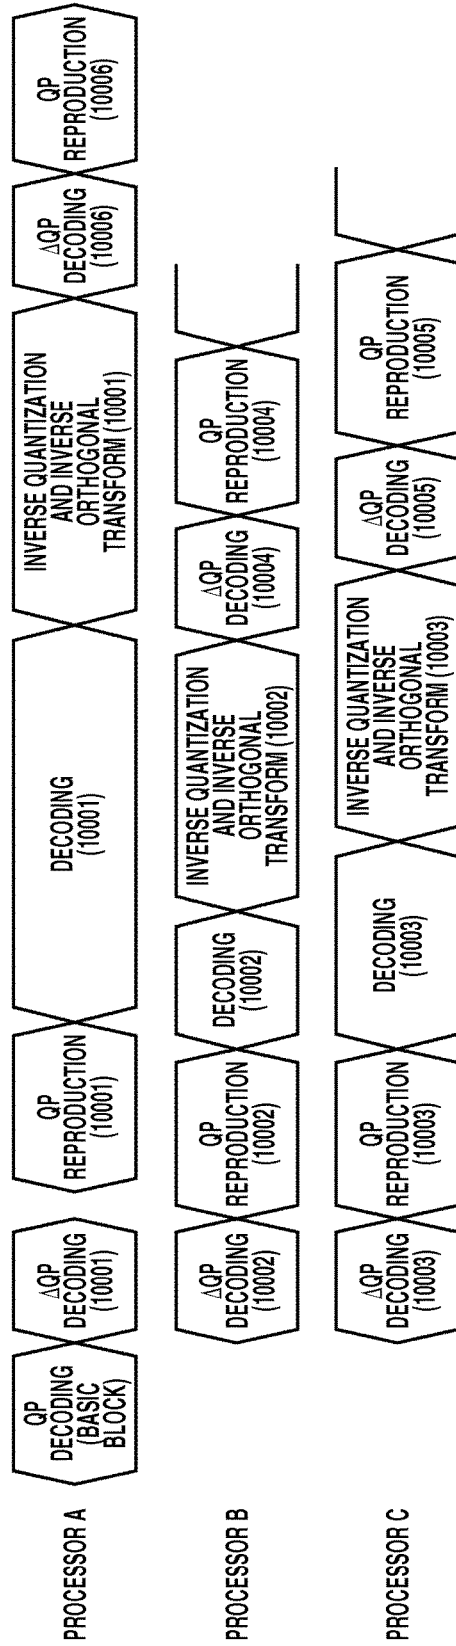 PROCESSOR A
QP
DECODING
(BASIC
BLOCK)
ΔQP
DECODING
(10001)
QP
REPRODUCTION
(10001)
DECODING
(10001)
INVERSE QUANTIZATION
AND INVERSE
ORTHOGONAL
TRANSFORM (10001)
ΔQP
DECODING
(10006)
QP
REPRODUCTION
(10006)
PROCESSOR B
ΔQP
DECODING
(10002)
QP
REPRODUCTION
(10002)
DECODING
(10002)
INVERSE QUANTIZATION
AND INVERSE
ORTHOGONAL
TRANSFORM (10002)
ΔQP
DECODING
(10004)
QP
REPRODUCTION
(10004)
PROCESSOR C
ΔQP
DECODING
(10003)
QP
REPRODUCTION
(10003)
DECODING
(10003)
INVERSE QUANTIZATION
AND INVERSE
ORTHOGONAL
TRANSFORM (10003)
ΔQP
DECODING
(10005)
QP
REPRODUCTION
(10005)